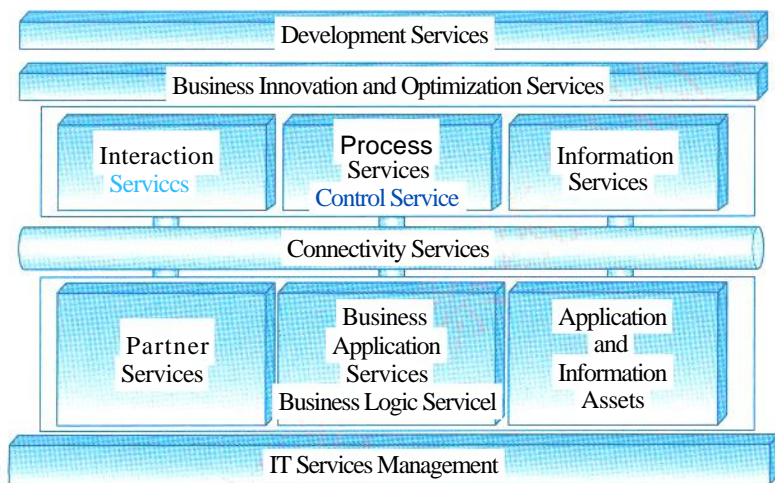 Development Services
Business Innovation and Optimization Services
Interaction
Serviccs
Process
Services
Control Service
Information
Services
Connectivity Services
Partner
Services
Business
Application
Services
Business Logic Servicel
Application
and
Information
Assets
IT Services Management